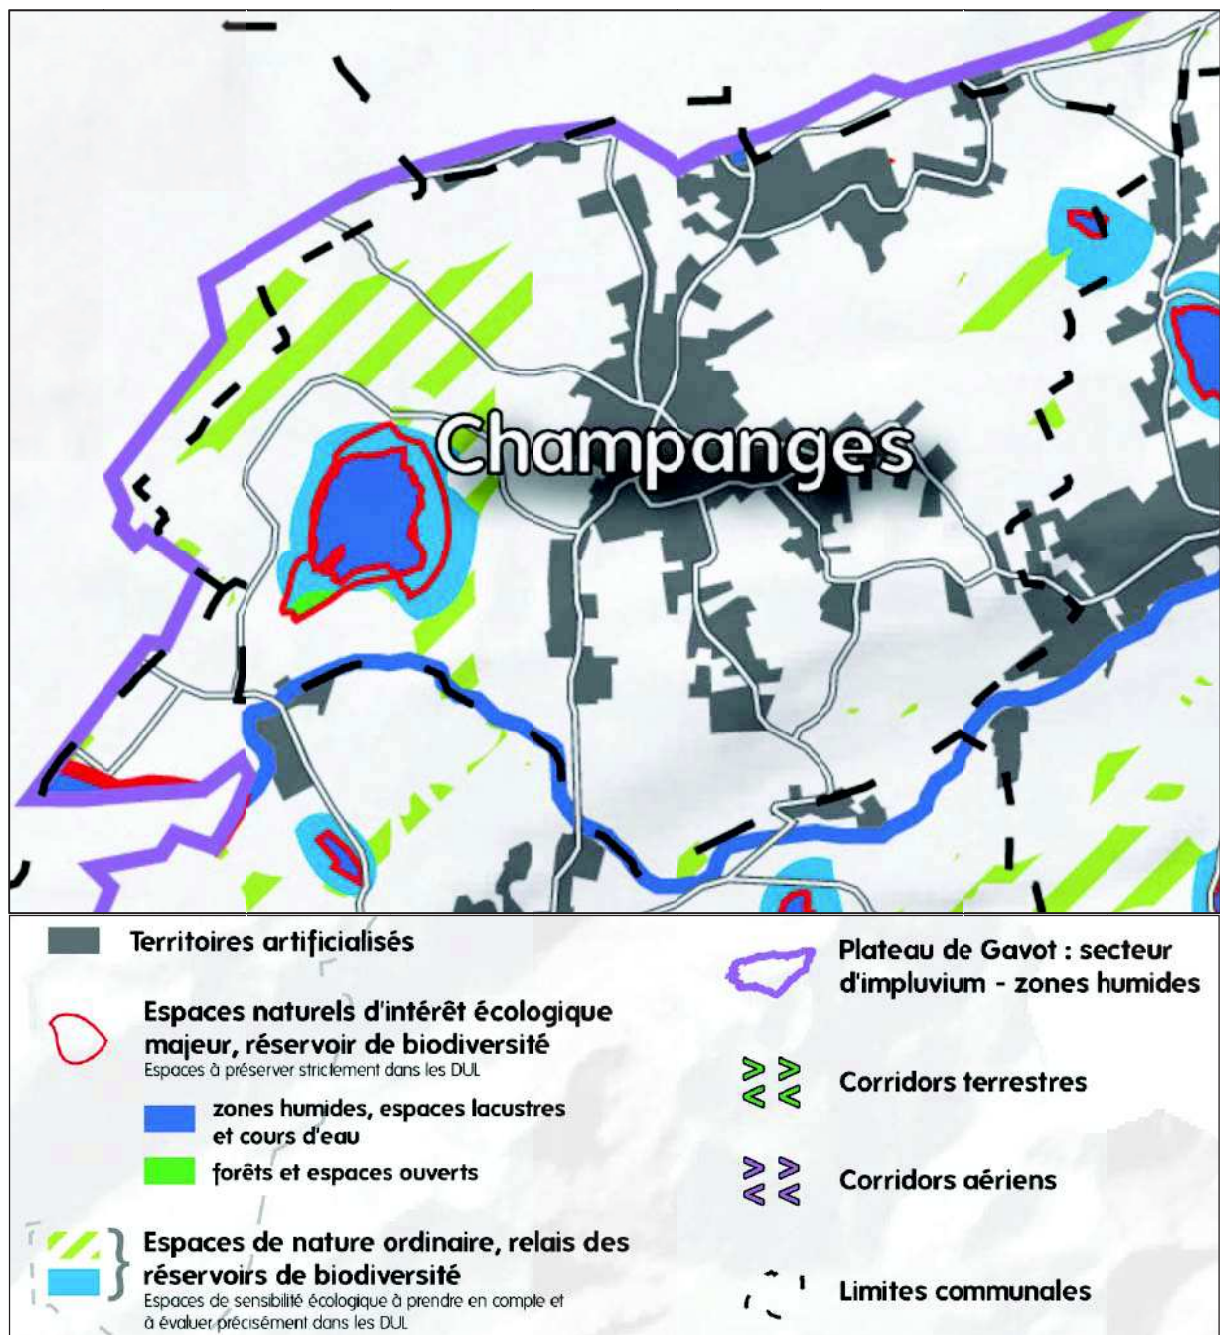 Champanges
Territoires artificialisés
Espaces naturels d'intérêt écologique
majeur, réservoir de biodiversité
Espaces à préserver strictement dans les DUL
zones humides, espaces lacustres
et cours d'eau
forêts et espaces ouverts
Espaces de nature ordinaire, relais des
réservoirs de biodiversité
Espaces de sensibilité écologique à prendre en compte et
à évaluer précisément dans les DUL
Plateau de Gavot : secteur
d'impluvium - zones humides
Corridors terrestres
Corridors aériens
Limites communales